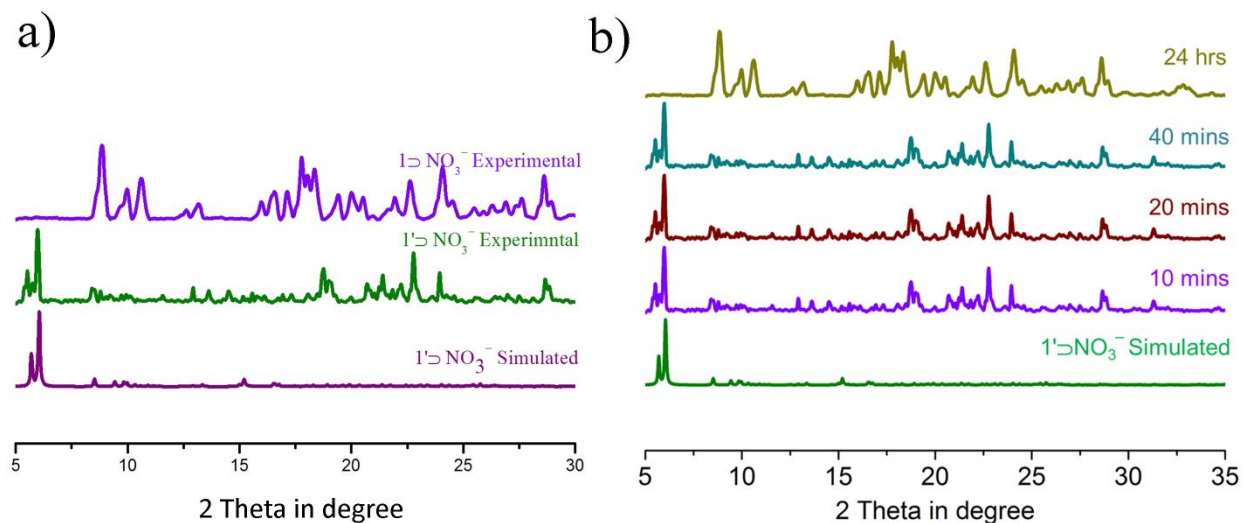 a)
1⊃ NO₃⁻ Experimental
1'⊃ NO₃⁻ Experimntal
1'⊃ NO₃⁻ Simulated
5 10 15 20 25 30
2 Theta in degree
b)
24 hrs
40 mins
20 mins
10 mins
1'⊃NO₃⁻ Simulated
5 10 15 20 25 30 35
2 Theta in degree